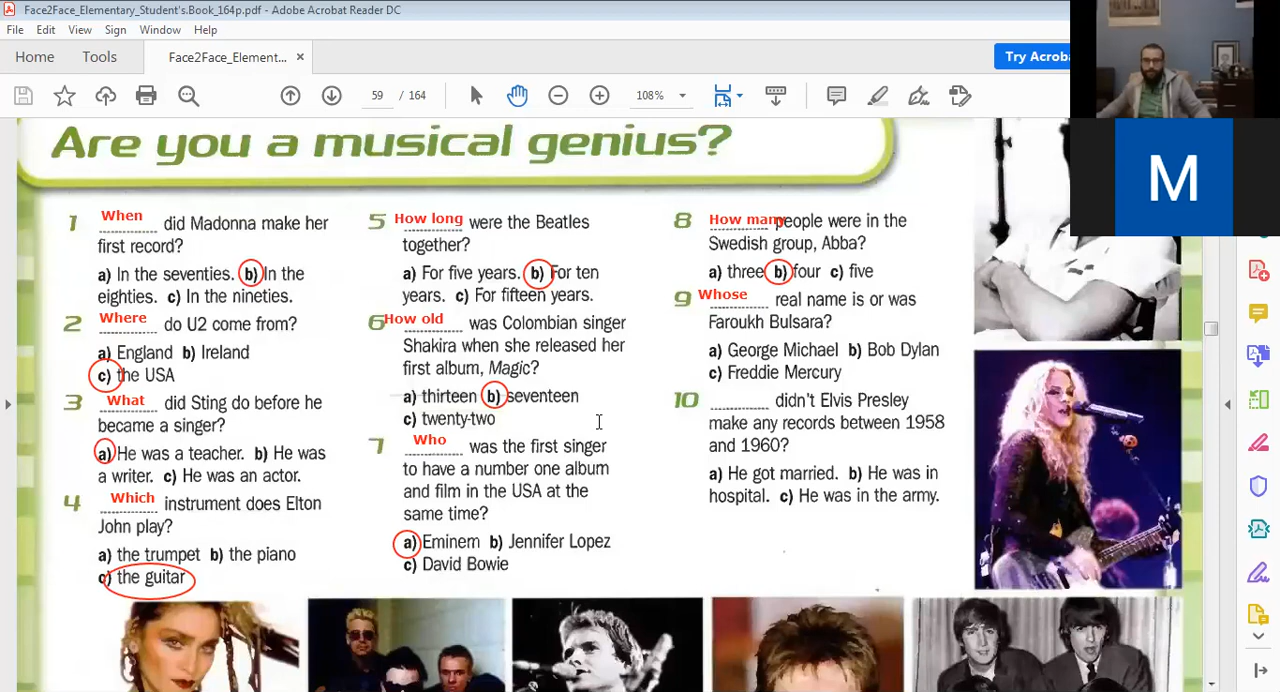 Face2Face_Elementary_Student's.Book_164p.pdf - Adobe Acrobat Reader DC
File Edit View Sign Window Help
Home Tools Face2Face_Element... × Try Acroba
59 / 164 108%
Are you a musical genius?
1 When did Madonna make her
first record?
a) In the seventies. b) In the
eighties. c) In the nineties.
2 Where do U2 come from?
a) England b) Ireland
c) the USA
3 What did Sting do before he
became a singer?
a) He was a teacher. b) He was
a writer. c) He was an actor.
4 Which instrument does Elton
John play?
a) the trumpet b) the piano
c) the guitar
5 How long were the Beatles
together?
a) For five years. b) For ten
years. c) For fifteen years.
6 How old was Colombian singer
Shakira when she released her
first album, Magic?
a) thirteen b) seventeen
c) twenty-two
7 Who was the first singer
to have a number one album
and film in the USA at the
same time?
a) Eminem b) Jennifer Lopez
c) David Bowie
8 How many people were in the
Swedish group, Abba?
a) three b) four c) five
9 Whose real name is or was
Faroukh Bulsara?
a) George Michael b) Bob Dylan
c) Freddie Mercury
10 ______ didn't Elvis Presley
make any records between 1958
and 1960?
a) He got married. b) He was in
hospital. c) He was in the army.
M